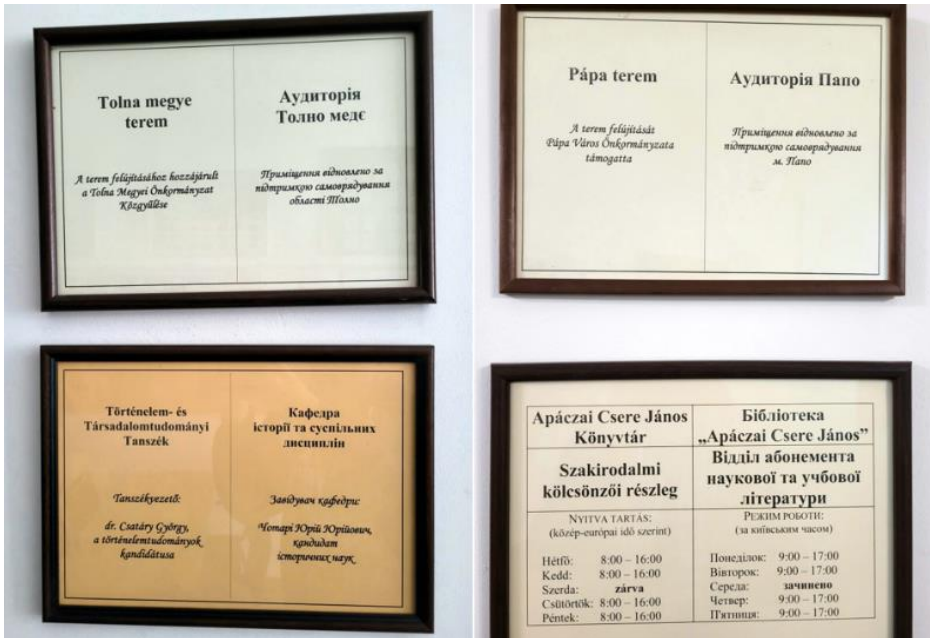 Tolna megye
terem
A terem felújításához hozzájárult
a Tolna Megyei Önkormányzat
Közgyűlése
Аудиторія
Толно медє
Приміщення відновлено за
підтримкою самоврядування
області Толно
Pápa terem
A terem felújítását
Pápa Város Önkormányzata
támogatta
Аудиторія Папо
Приміщення відновлено за
підтримкою самоврядування
м. Папо
Történelem- és
Társadalomtudományi
Tanszék
Tanszékvezető:
dr. Csatáry György,
a történelemtudományok
kandidátusa
Кафедра
історії та суспільних
дисциплін
Завідувач кафедри:
Чотарі Юрій Юрійович,
кандидат
історичних наук
Apáczai Csere János
Könyvtár
Szakirodalmi
kölcsönzői részleg
NYITVA TARTÁS:
(közép-európai idő szerint)
Hétfő: 8:00 – 16:00
Kedd: 8:00 – 16:00
Szerda: zárva
Csütörtök: 8:00 – 16:00
Péntek: 8:00 – 16:00
Бібліотека
„Apáczai Csere János”
Відділ абонемента
наукової та учбової
літератури
РЕЖИМ РОБОТИ:
(за київським часом)
Понеділок: 9:00 – 17:00
Вівторок: 9:00 – 17:00
Середа: зачинено
Четвер: 9:00 – 17:00
П'ятниця: 9:00 – 17:00